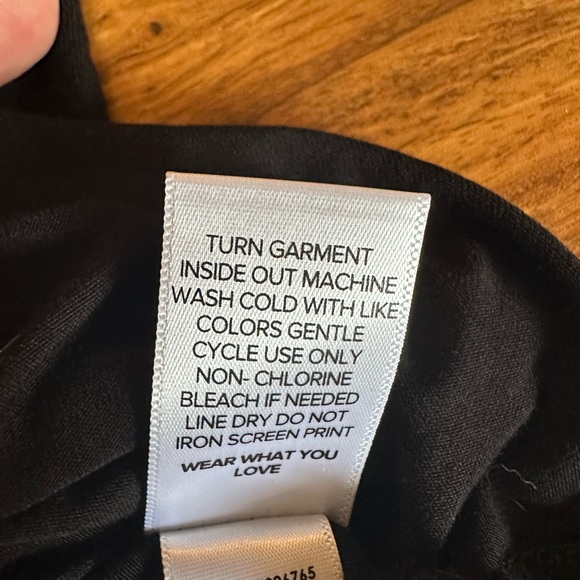 TURN GARMENT
INSIDE OUT MACHINE
WASH COLD WITH LIKE
COLORS GENTLE
CYCLE USE ONLY
NON- CHLORINE
BLEACH IF NEEDED
LINE DRY DO NOT
IRON SCREEN PRINT
WEAR WHAT YOU
LOVE